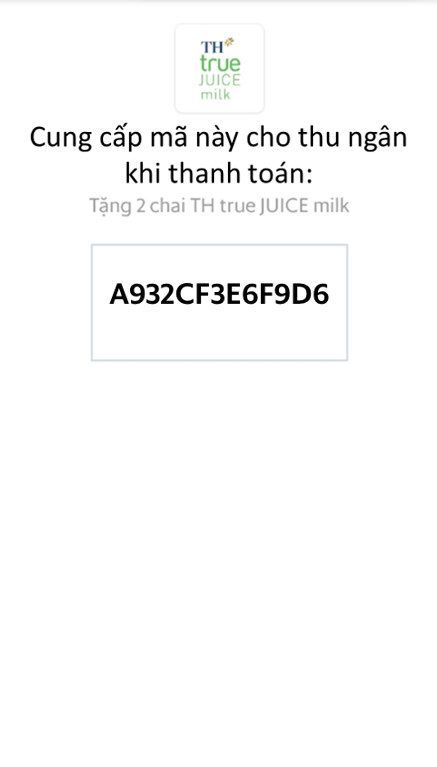 TH
true
JUICE
milk
Cung cấp mã này cho thu ngân
khi thanh toán:
Tặng 2 chai TH true JUICE milk
A932CF3E6F9D6